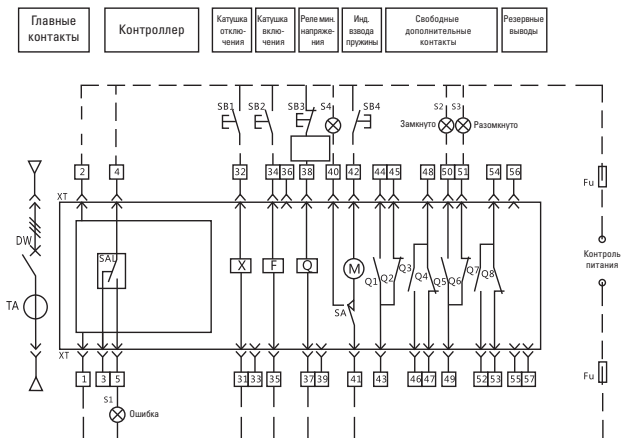 Главные
контакты
Контроллер
Катушка
отклю-
чения
Катушка
вклю-
чения
Реле мин.
напряже-
ния
Инд.
взвода
пружины
Свободные
дополнительные
контакты
Резервные
выводы
SB1
SB2
SB3
S4
SB4
S2
S3
Замкнуто
Разомкнуто
2
4
32
34
36
38
40
42
44
45
48
50
51
54
56
Fu
XT
DW
SAL
X
F
Q
M
Q1
Q2
Q3
Q4
Q5
Q6
Q7
Q8
Контроль
питания
TA
SA
XT
1
3
5
31
33
35
37
39
41
43
46
47
49
52
53
55
57
Fu
S1
Ошибка